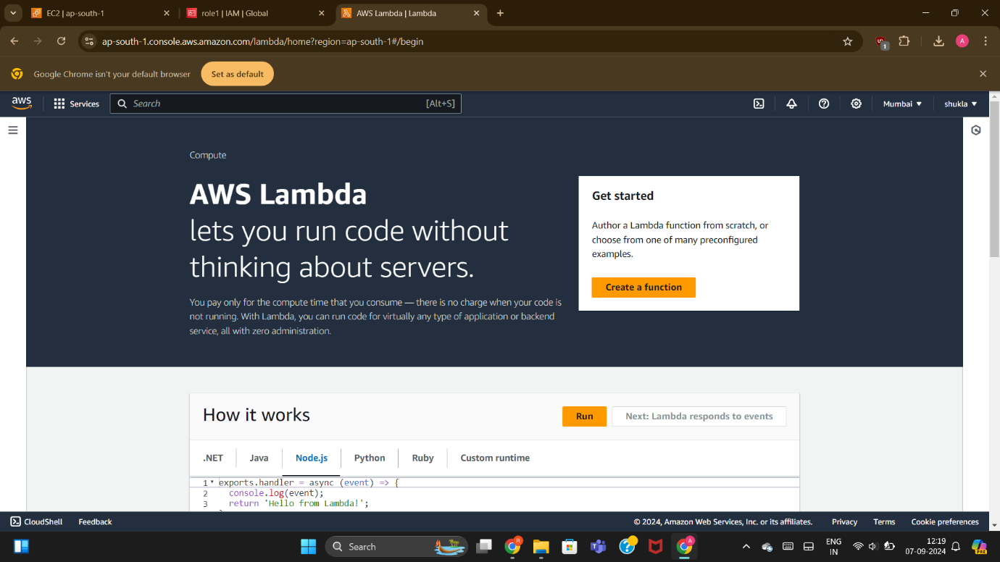 EC2 | ap-south-1
role1 | IAM | Global
AWS Lambda | Lambda
ap-south-1.console.aws.amazon.com/lambda/home?region=ap-south-1#/begin
1
A
Google Chrome isn't your default browser
Set as default
aws
Services
Search
[Alt+S]
Mumbai
shukla
Compute
AWS Lambda
lets you run code without
thinking about servers.
You pay only for the compute time that you consume — there is no charge when your code is
not running. With Lambda, you can run code for virtually any type of application or backend
service, all with zero administration.
Get started
Author a Lambda function from scratch, or
choose from one of many preconfigured
examples.
Create a function
How it works
Run
Next: Lambda responds to events
.NET
Java
Node.js
Python
Ruby
Custom runtime
1 exports.handler = async (event) => {
2 console.log(event);
3 return 'Hello from Lambda!';
CloudShell
Feedback
© 2024, Amazon Web Services, Inc. or its affiliates.
Privacy
Terms
Cookie preferences
Search
R
A
ENG
IN
12:19
07-09-2024
PRE